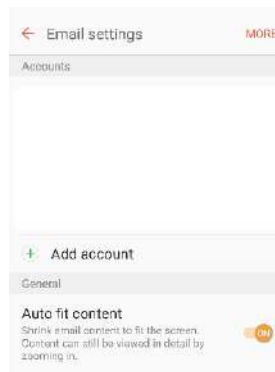 Email settings MORE
Accounts
Add account
General
Auto fit content
Shrink email content to fit the screen.
Content can still be viewed in detail by
zooming in.
ON